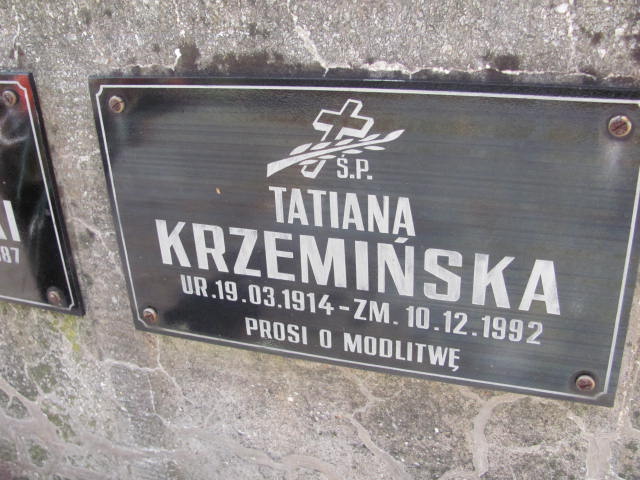 Ś.P.
TATIANA
KRZEMIŃSKA
UR.19.03.1914-ZM. 10.12.1992
PROSI O MODLITWĘ